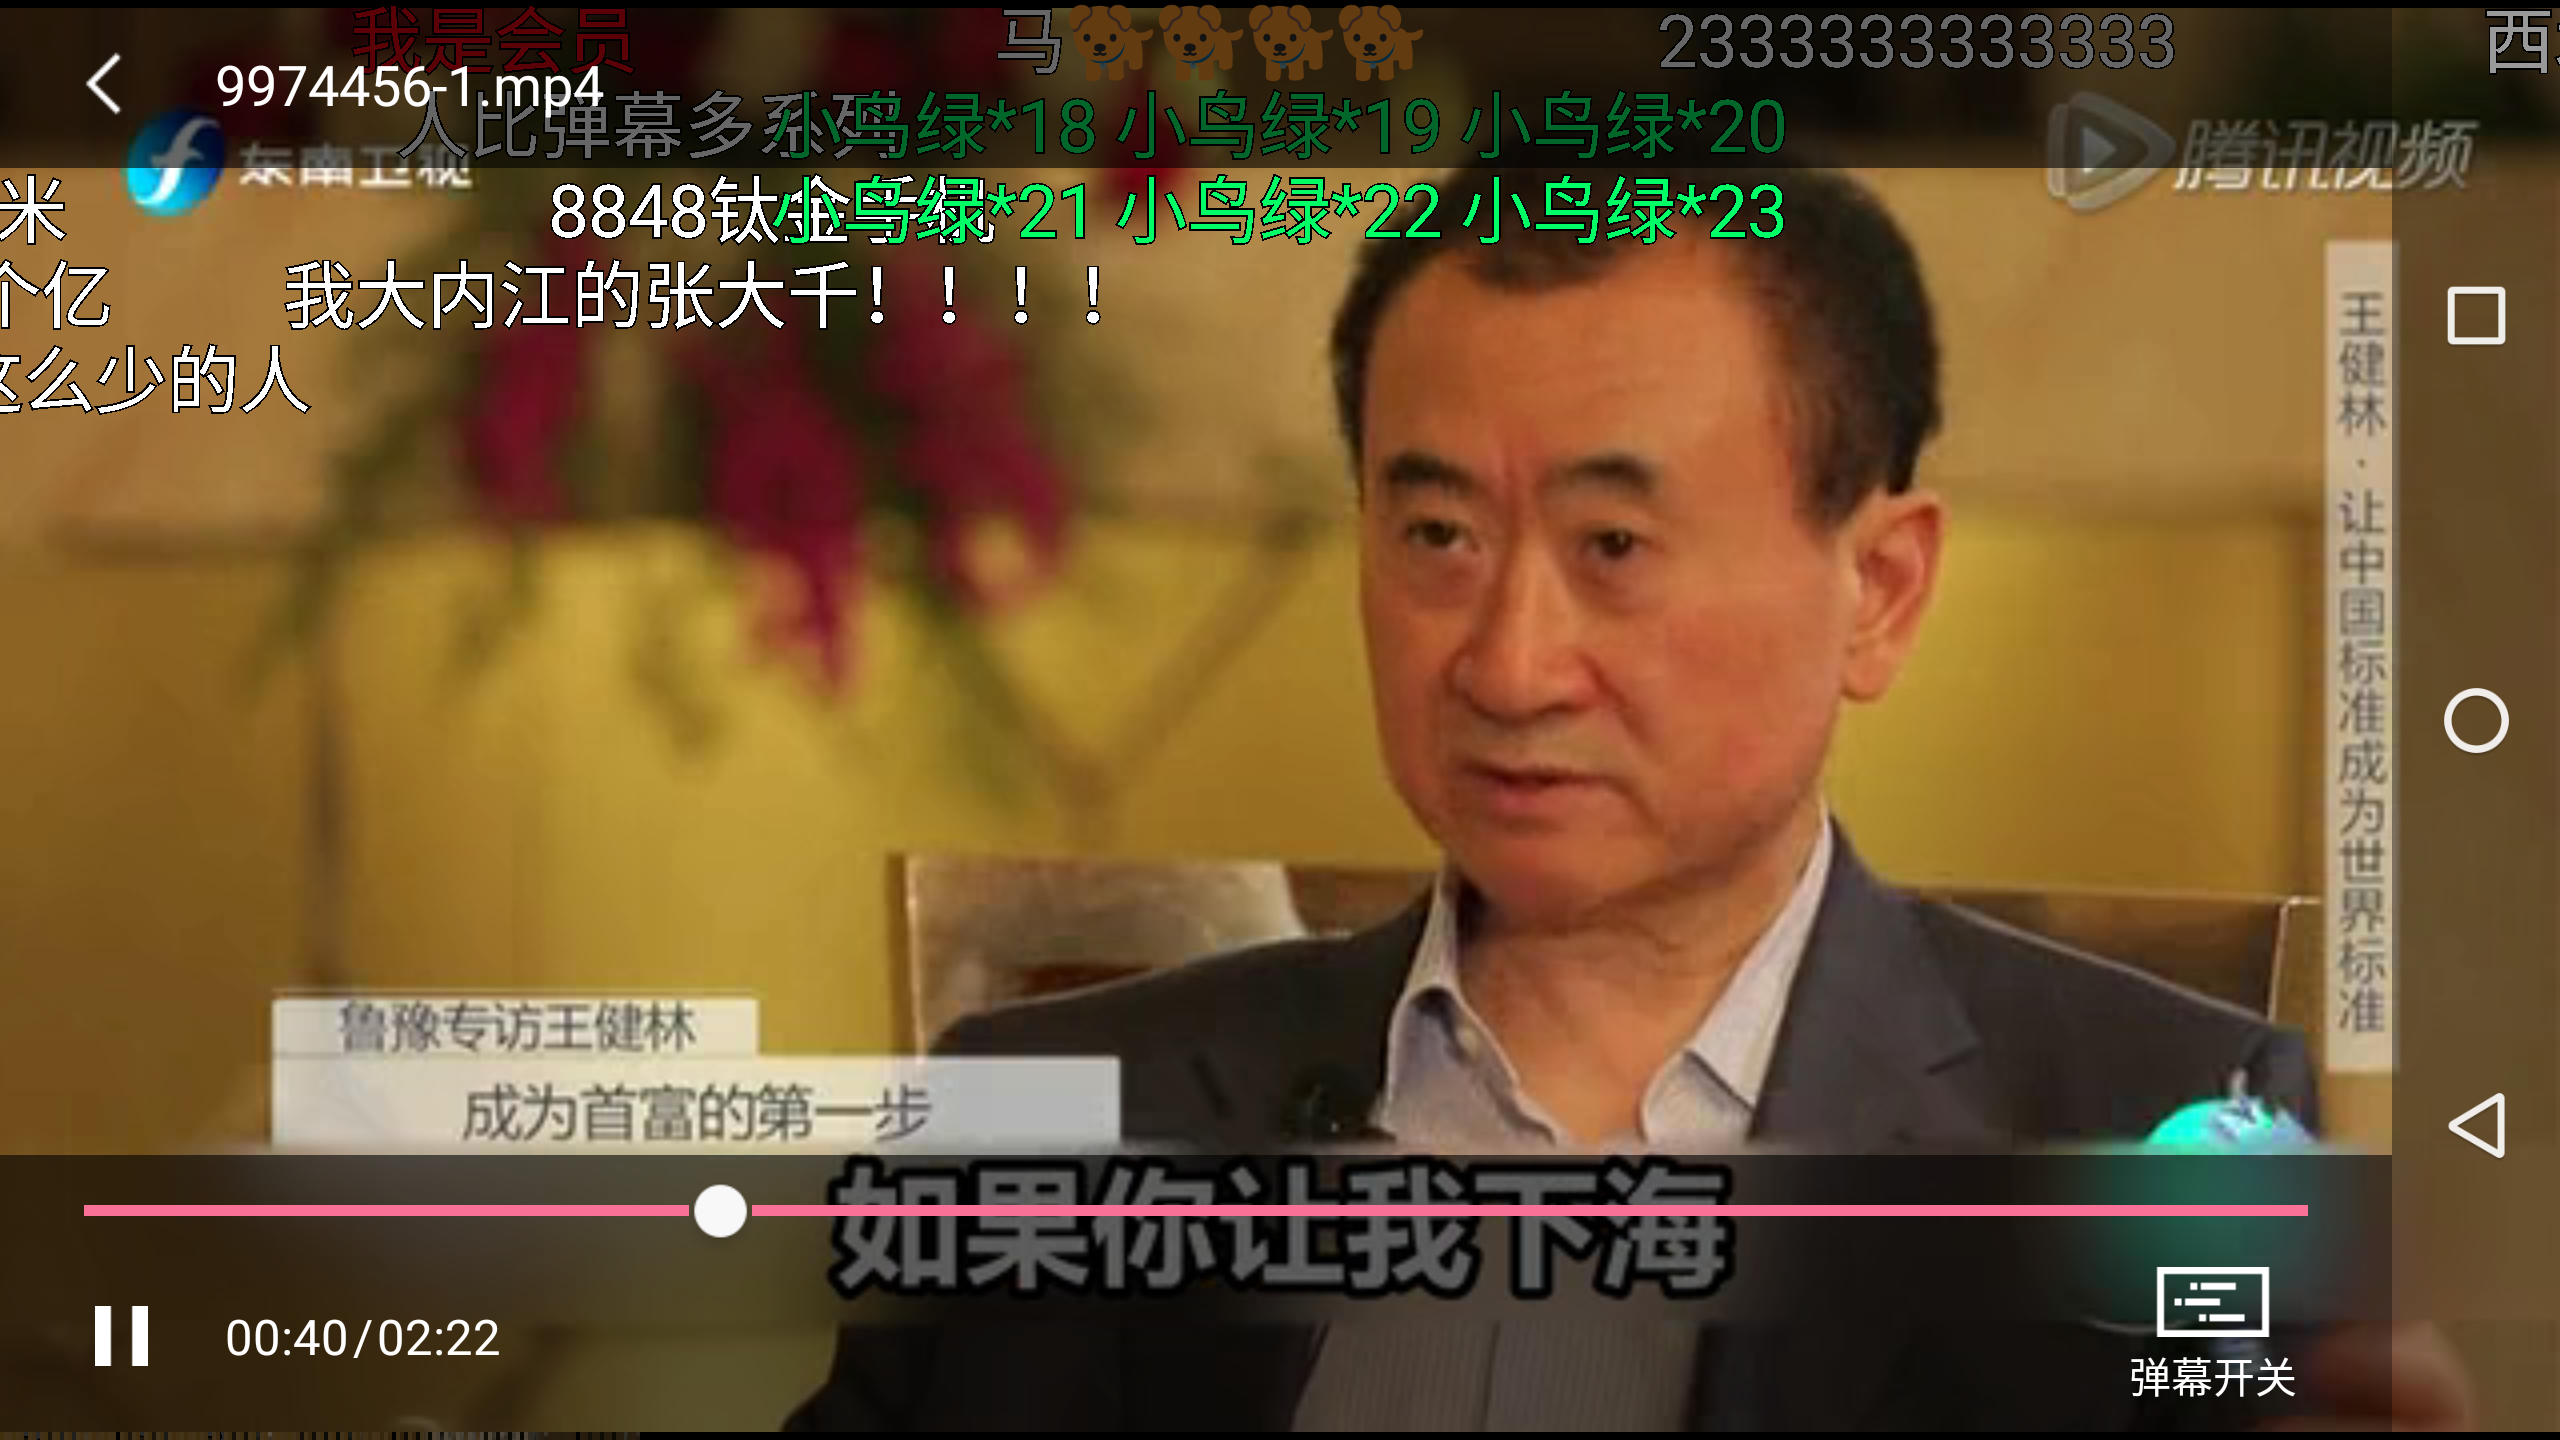 我是会员
马🐕🐕🐕🐕
2333333333333
西
9974456-1.mp4
人比弹幕多系列
小鸟绿*18 小鸟绿*19 小鸟绿*20
东南卫视
腾讯视频
米
8848钛金手机
小鸟绿*21 小鸟绿*22 小鸟绿*23
个亿
我大内江的张大千！！！！
这么少的人
王健林·让中国标准成为世界标准
鲁豫专访王健林
成为首富的第一步
如果你让我下海
00:40/02:22
弹幕开关